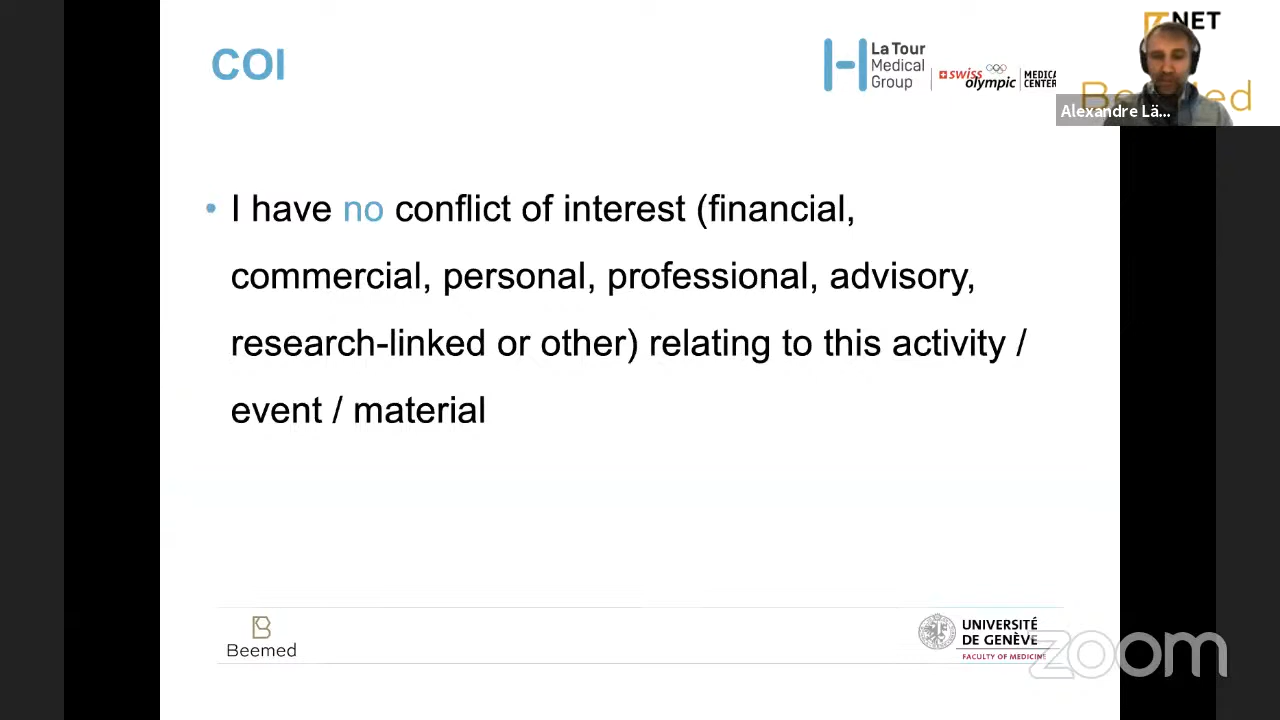 COI
La Tour
Medical
Group
swiss
olympic
MEDICA
CENTER
NET
Beemed
Alexandre Lä...
• I have no conflict of interest (financial,
commercial, personal, professional, advisory,
research-linked or other) relating to this activity /
event / material
Beemed
UNIVERSITÉ
DE GENÈVE
FACULTY OF MEDICINE
zoom